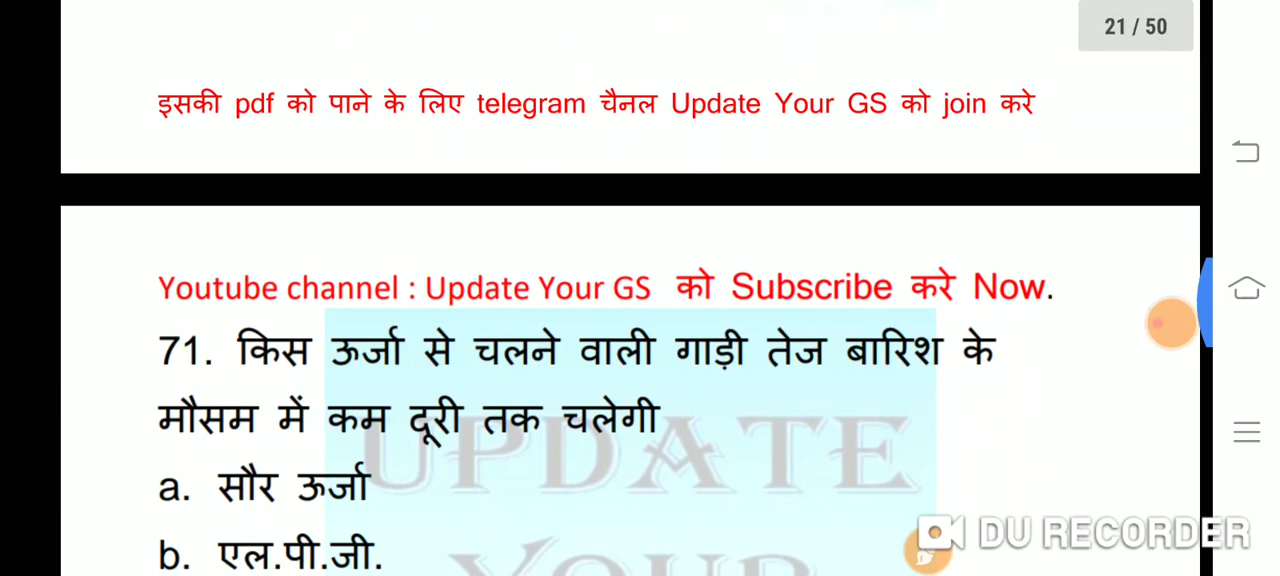 21 / 50
इसकी pdf को पाने के लिए telegram चैनल Update Your GS को join करे
Youtube channel : Update Your GS को Subscribe करे Now.
71. किस ऊर्जा से चलने वाली गाड़ी तेज बारिश के
मौसम में कम दूरी तक चलेगी
UPDATE
a. सौर ऊर्जा
DU RECORDER
b. एल.पी.जी.
YOUR